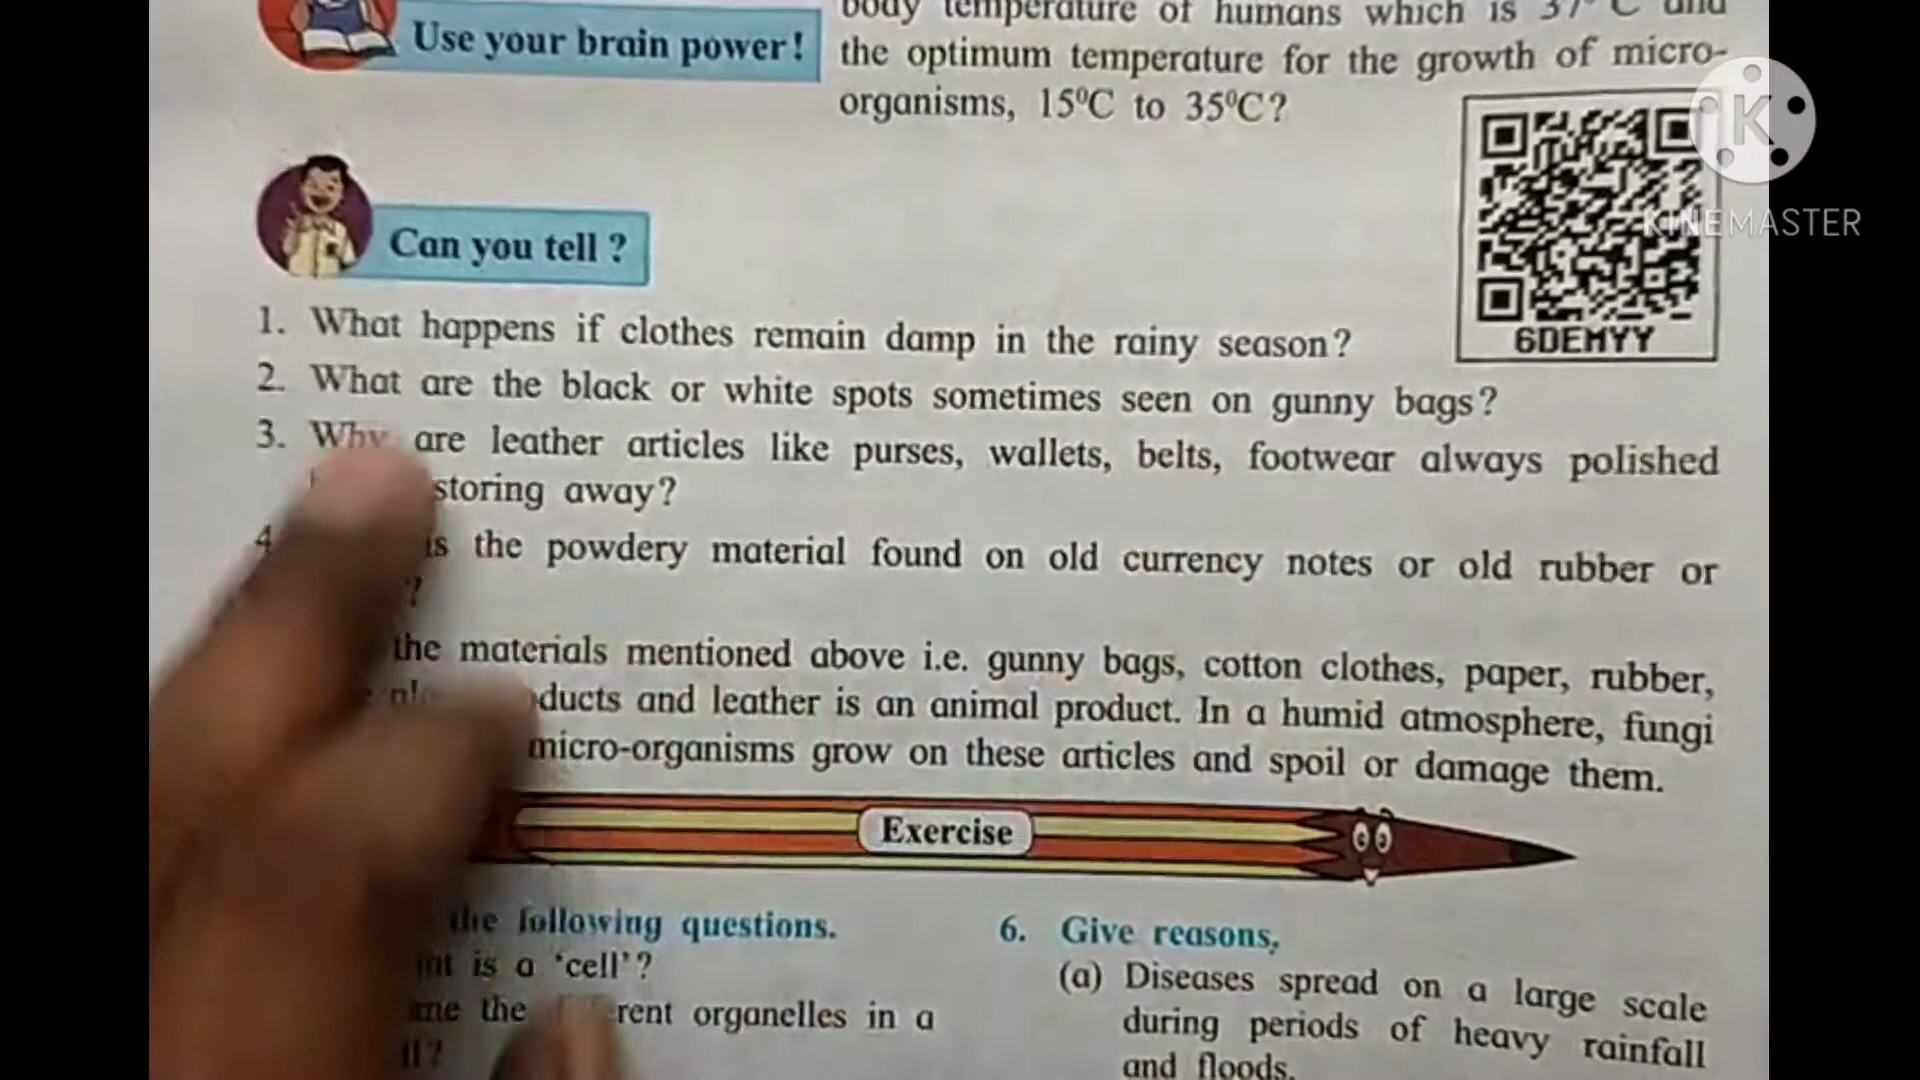 body temperature of humans which is 37⁰C and
Use your brain power!
the optimum temperature for the growth of micro-
organisms, 15⁰C to 35⁰C?
K
KINEMASTER
6DEMYY
Can you tell ?
1. What happens if clothes remain damp in the rainy season?
2. What are the black or white spots sometimes seen on gunny bags?
3. Why are leather articles like purses, wallets, belts, footwear always polished
storing away?
4. is the powdery material found on old currency notes or old rubber or
?
the materials mentioned above i.e. gunny bags, cotton clothes, paper, rubber,
and leather is an animal product. In a humid atmosphere, fungi
micro-organisms grow on these articles and spoil or damage them.
Exercise
the following questions.
is a ‘cell’?
the organelles in a
?
6. Give reasons.
(a) Diseases spread on a large scale
during periods of heavy rainfall
and floods.